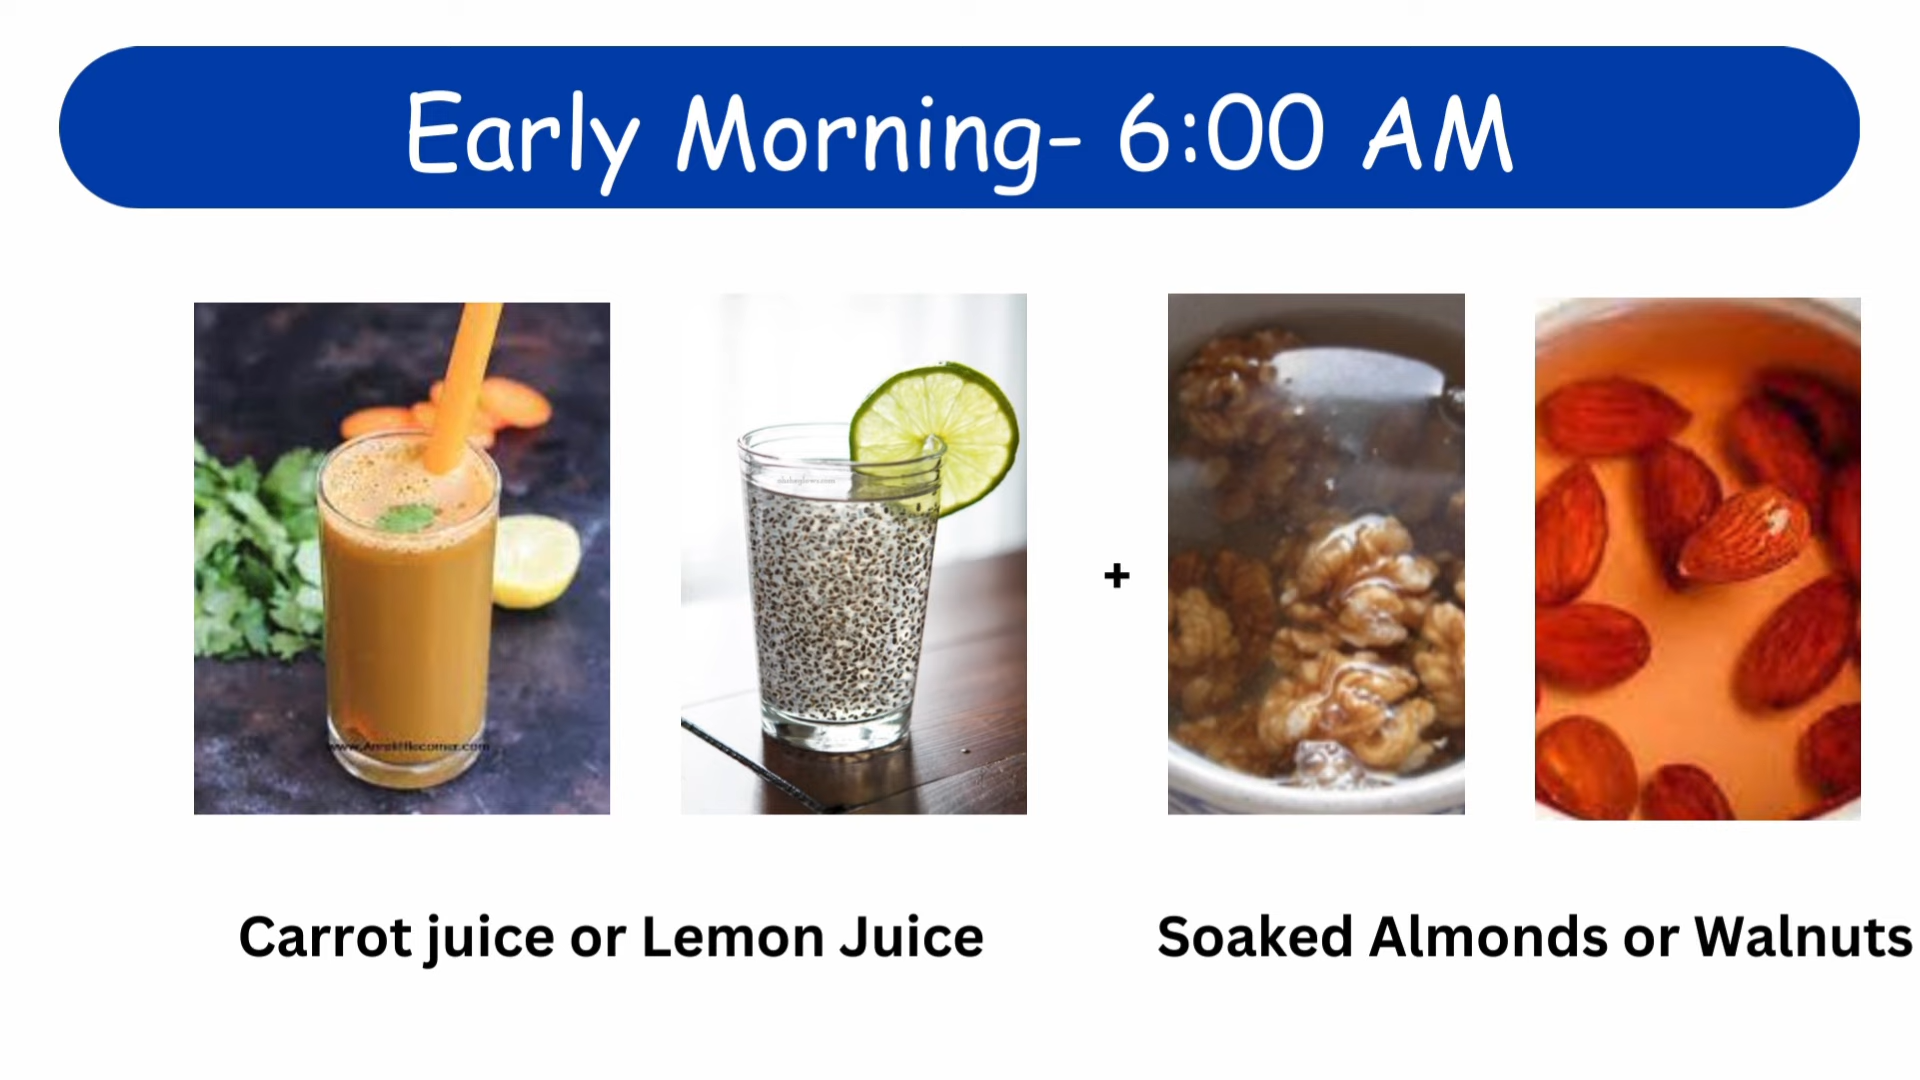 Early Morning- 6:00 AM
+
Carrot juice or Lemon Juice
Soaked Almonds or Walnuts